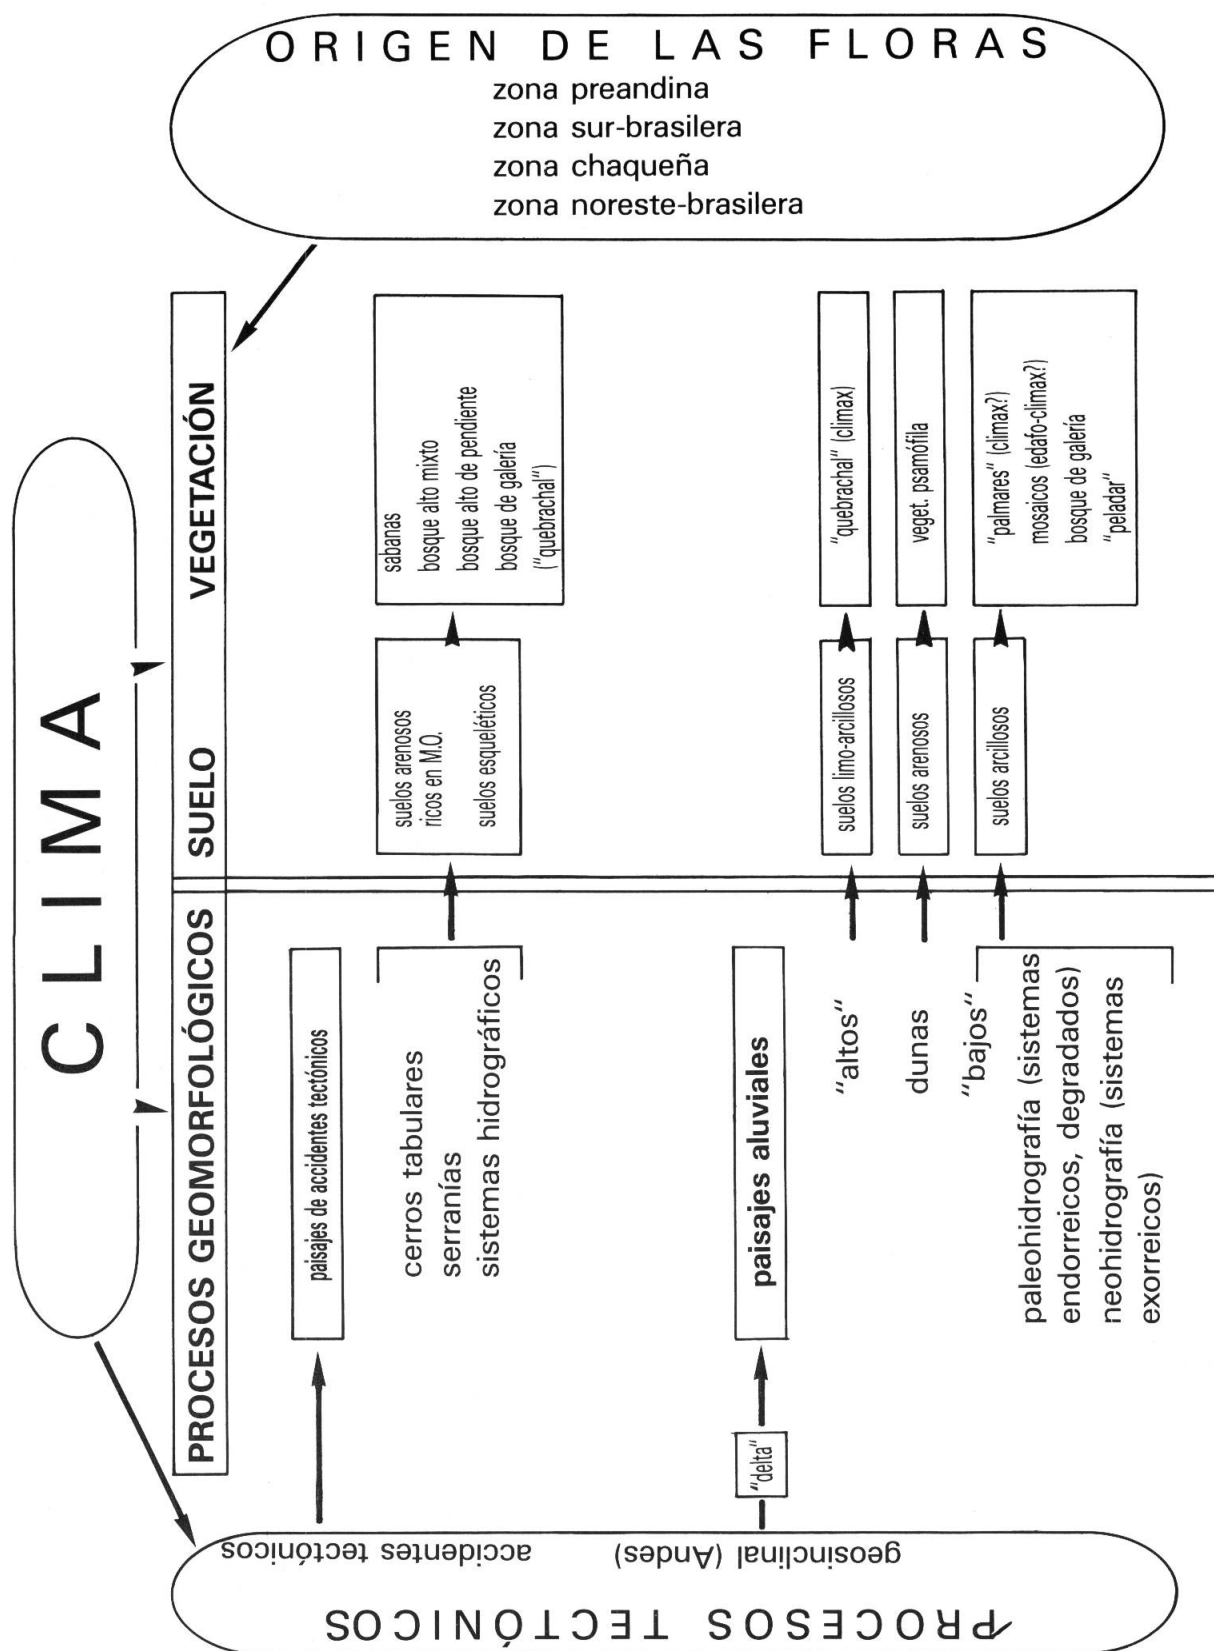 CLIMA
PROCESOS TECTÓNICOS
accidentes tectónicos
geosinclinal (Andes)
"delta"
PROCESOS GEOMORFOLÓGICOS
SUELO
VEGETACIÓN
paisajes de accidentes tectónicos
cerros tabulares
serranías
sistemas hidrográficos
suelos arenosos
ricos en M.O.
suelos esqueléticos
sabanas
bosque alto mixto
bosque alto de pendiente
bosque de galería
("quebrachal")
paisajes aluviales
"altos"
suelos limo-arcillosos
"quebrachal" (climax)
dunas
suelos arenosos
veget. psamófila
"bajos"
paleohidrografía (sistemas
endorreicos, degradados)
neohidrografía (sistemas
exorreicos)
suelos arcillosos
"palmares" (climax?)
mosaicos (edafo-climax?)
bosque de galería
"peladar"
ORIGEN DE LAS FLORAS
zona preandina
zona sur-brasilera
zona chaqueña
zona noreste-brasilera